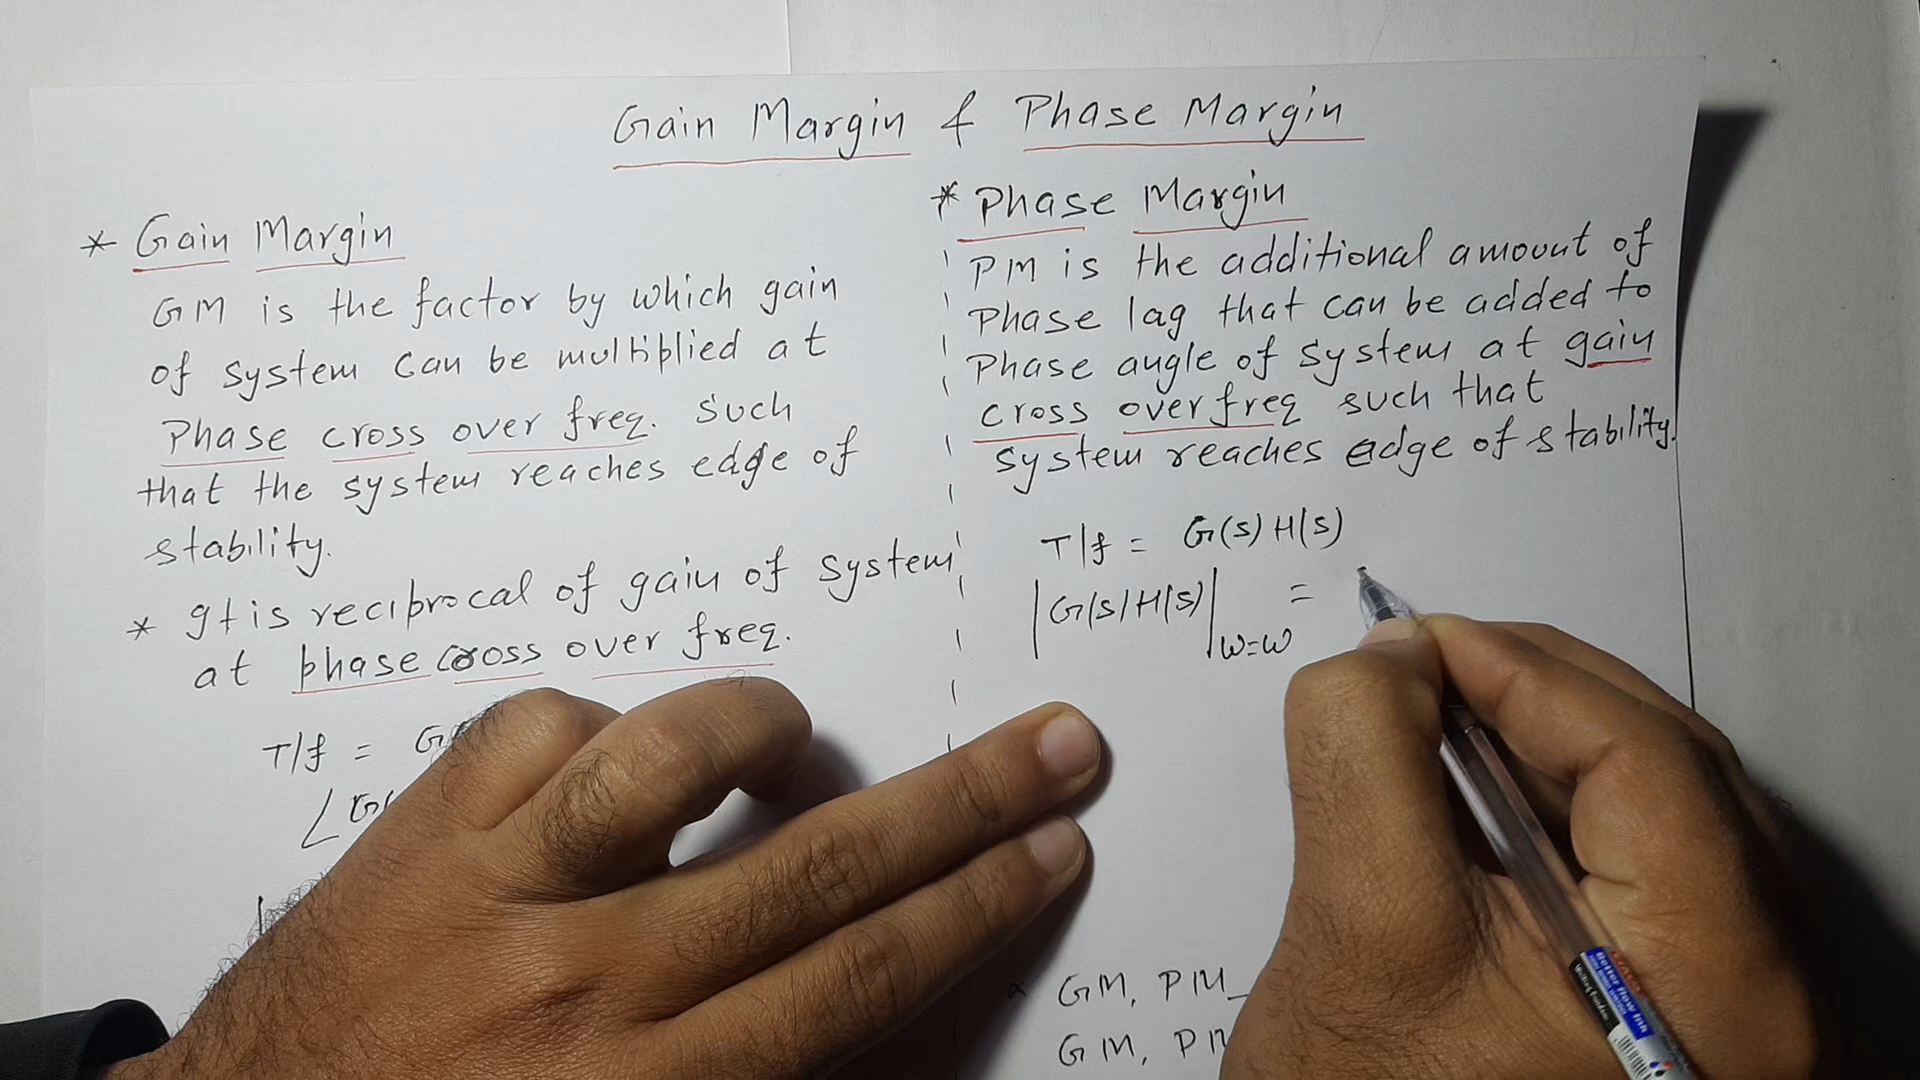 Gain Margin & Phase Margin
* Gain Margin
GM is the factor by which gain
of system can be multiplied at
Phase cross over freq. such
that the system reaches edge of
stability.
* It is reciprocal of gain of system
at phase cross over freq.
T/f = G
∠G(
* Phase Margin
PM is the additional amount of
Phase lag that can be added to
Phase angle of system at gain
cross over freq such that
system reaches edge of stability.
T/f = G(s) H(s)
|G(s)H(s)|ω=ω =
GM, PM
GM, PM
Better flow ink